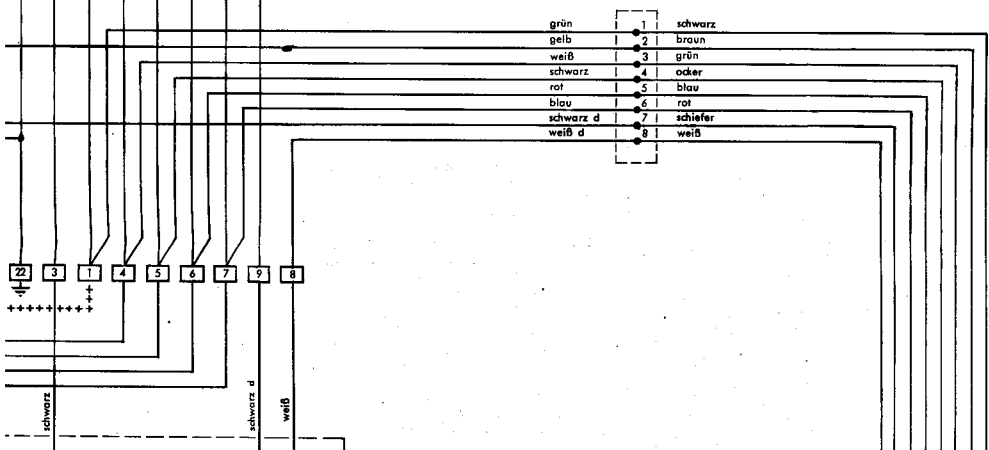 grün 1 schwarz
gelb 2 braun
weiß 3 grün
schwarz 4 ocker
rot 5 blau
blau 6 rot
schwarz d 7 schiefer
weiß d 8 weiß
22 3 1 4 5 6 7 9 8
schwarz
schwarz d
weiß